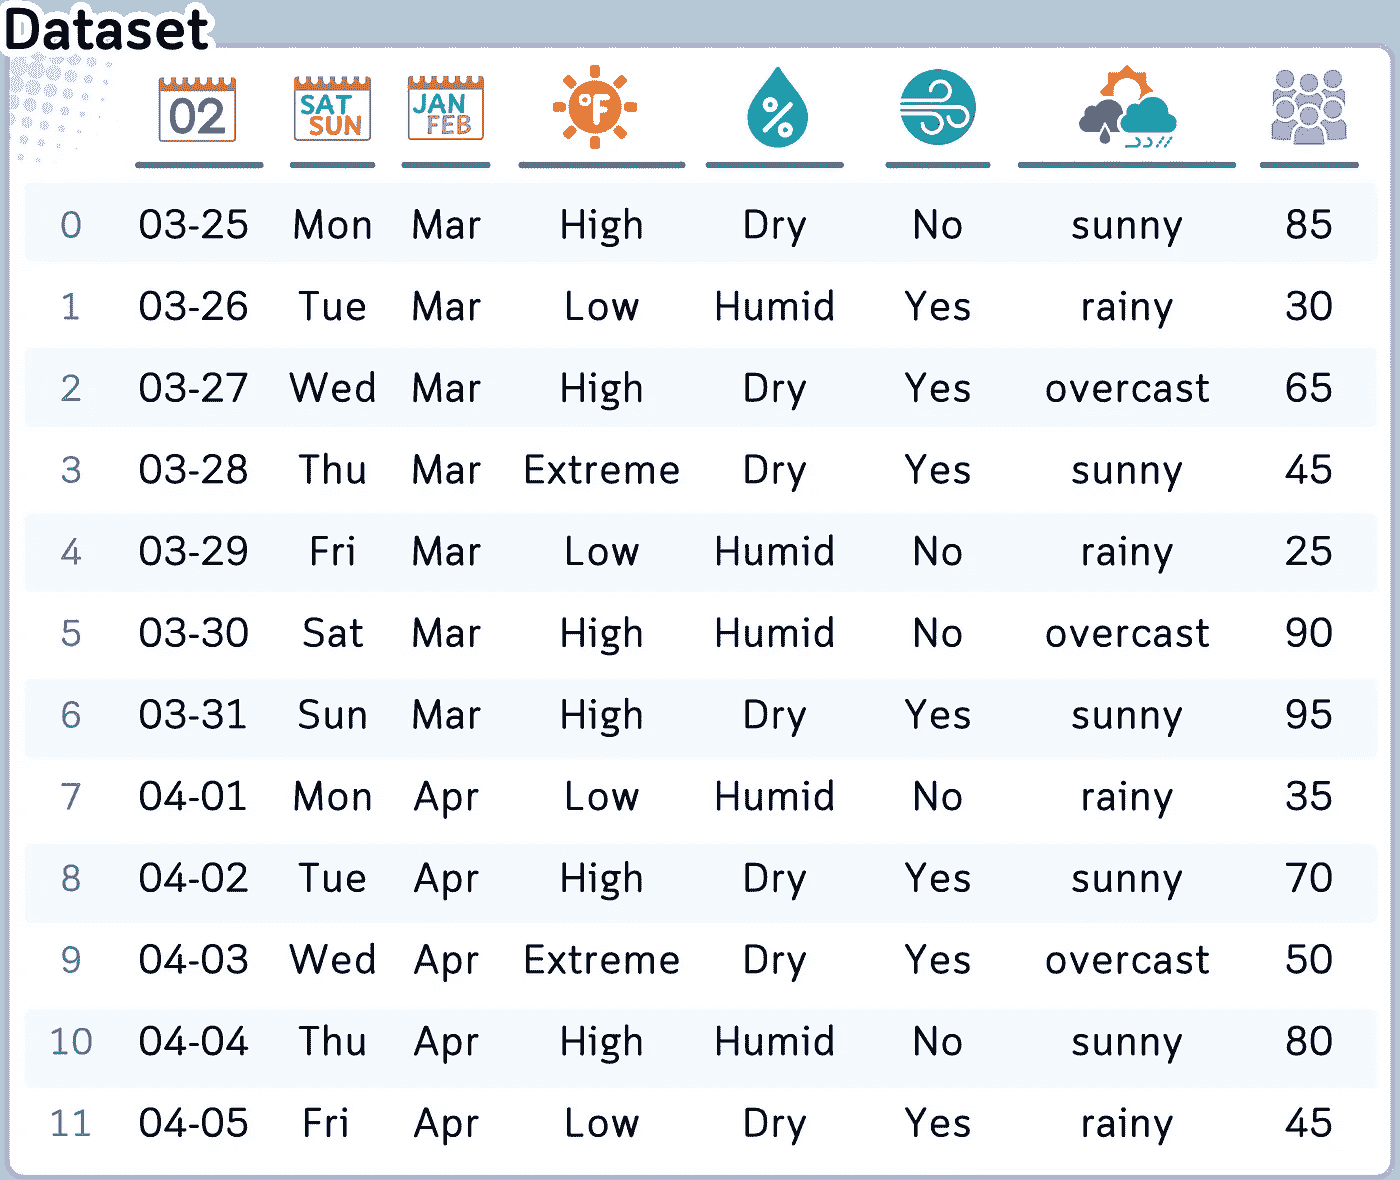 Dataset
02 SAT SUN JAN FEB °F %
0 03-25 Mon Mar High Dry No sunny 85
1 03-26 Tue Mar Low Humid Yes rainy 30
2 03-27 Wed Mar High Dry Yes overcast 65
3 03-28 Thu Mar Extreme Dry Yes sunny 45
4 03-29 Fri Mar Low Humid No rainy 25
5 03-30 Sat Mar High Humid No overcast 90
6 03-31 Sun Mar High Dry Yes sunny 95
7 04-01 Mon Apr Low Humid No rainy 35
8 04-02 Tue Apr High Dry Yes sunny 70
9 04-03 Wed Apr Extreme Dry Yes overcast 50
10 04-04 Thu Apr High Humid No sunny 80
11 04-05 Fri Apr Low Dry Yes rainy 45